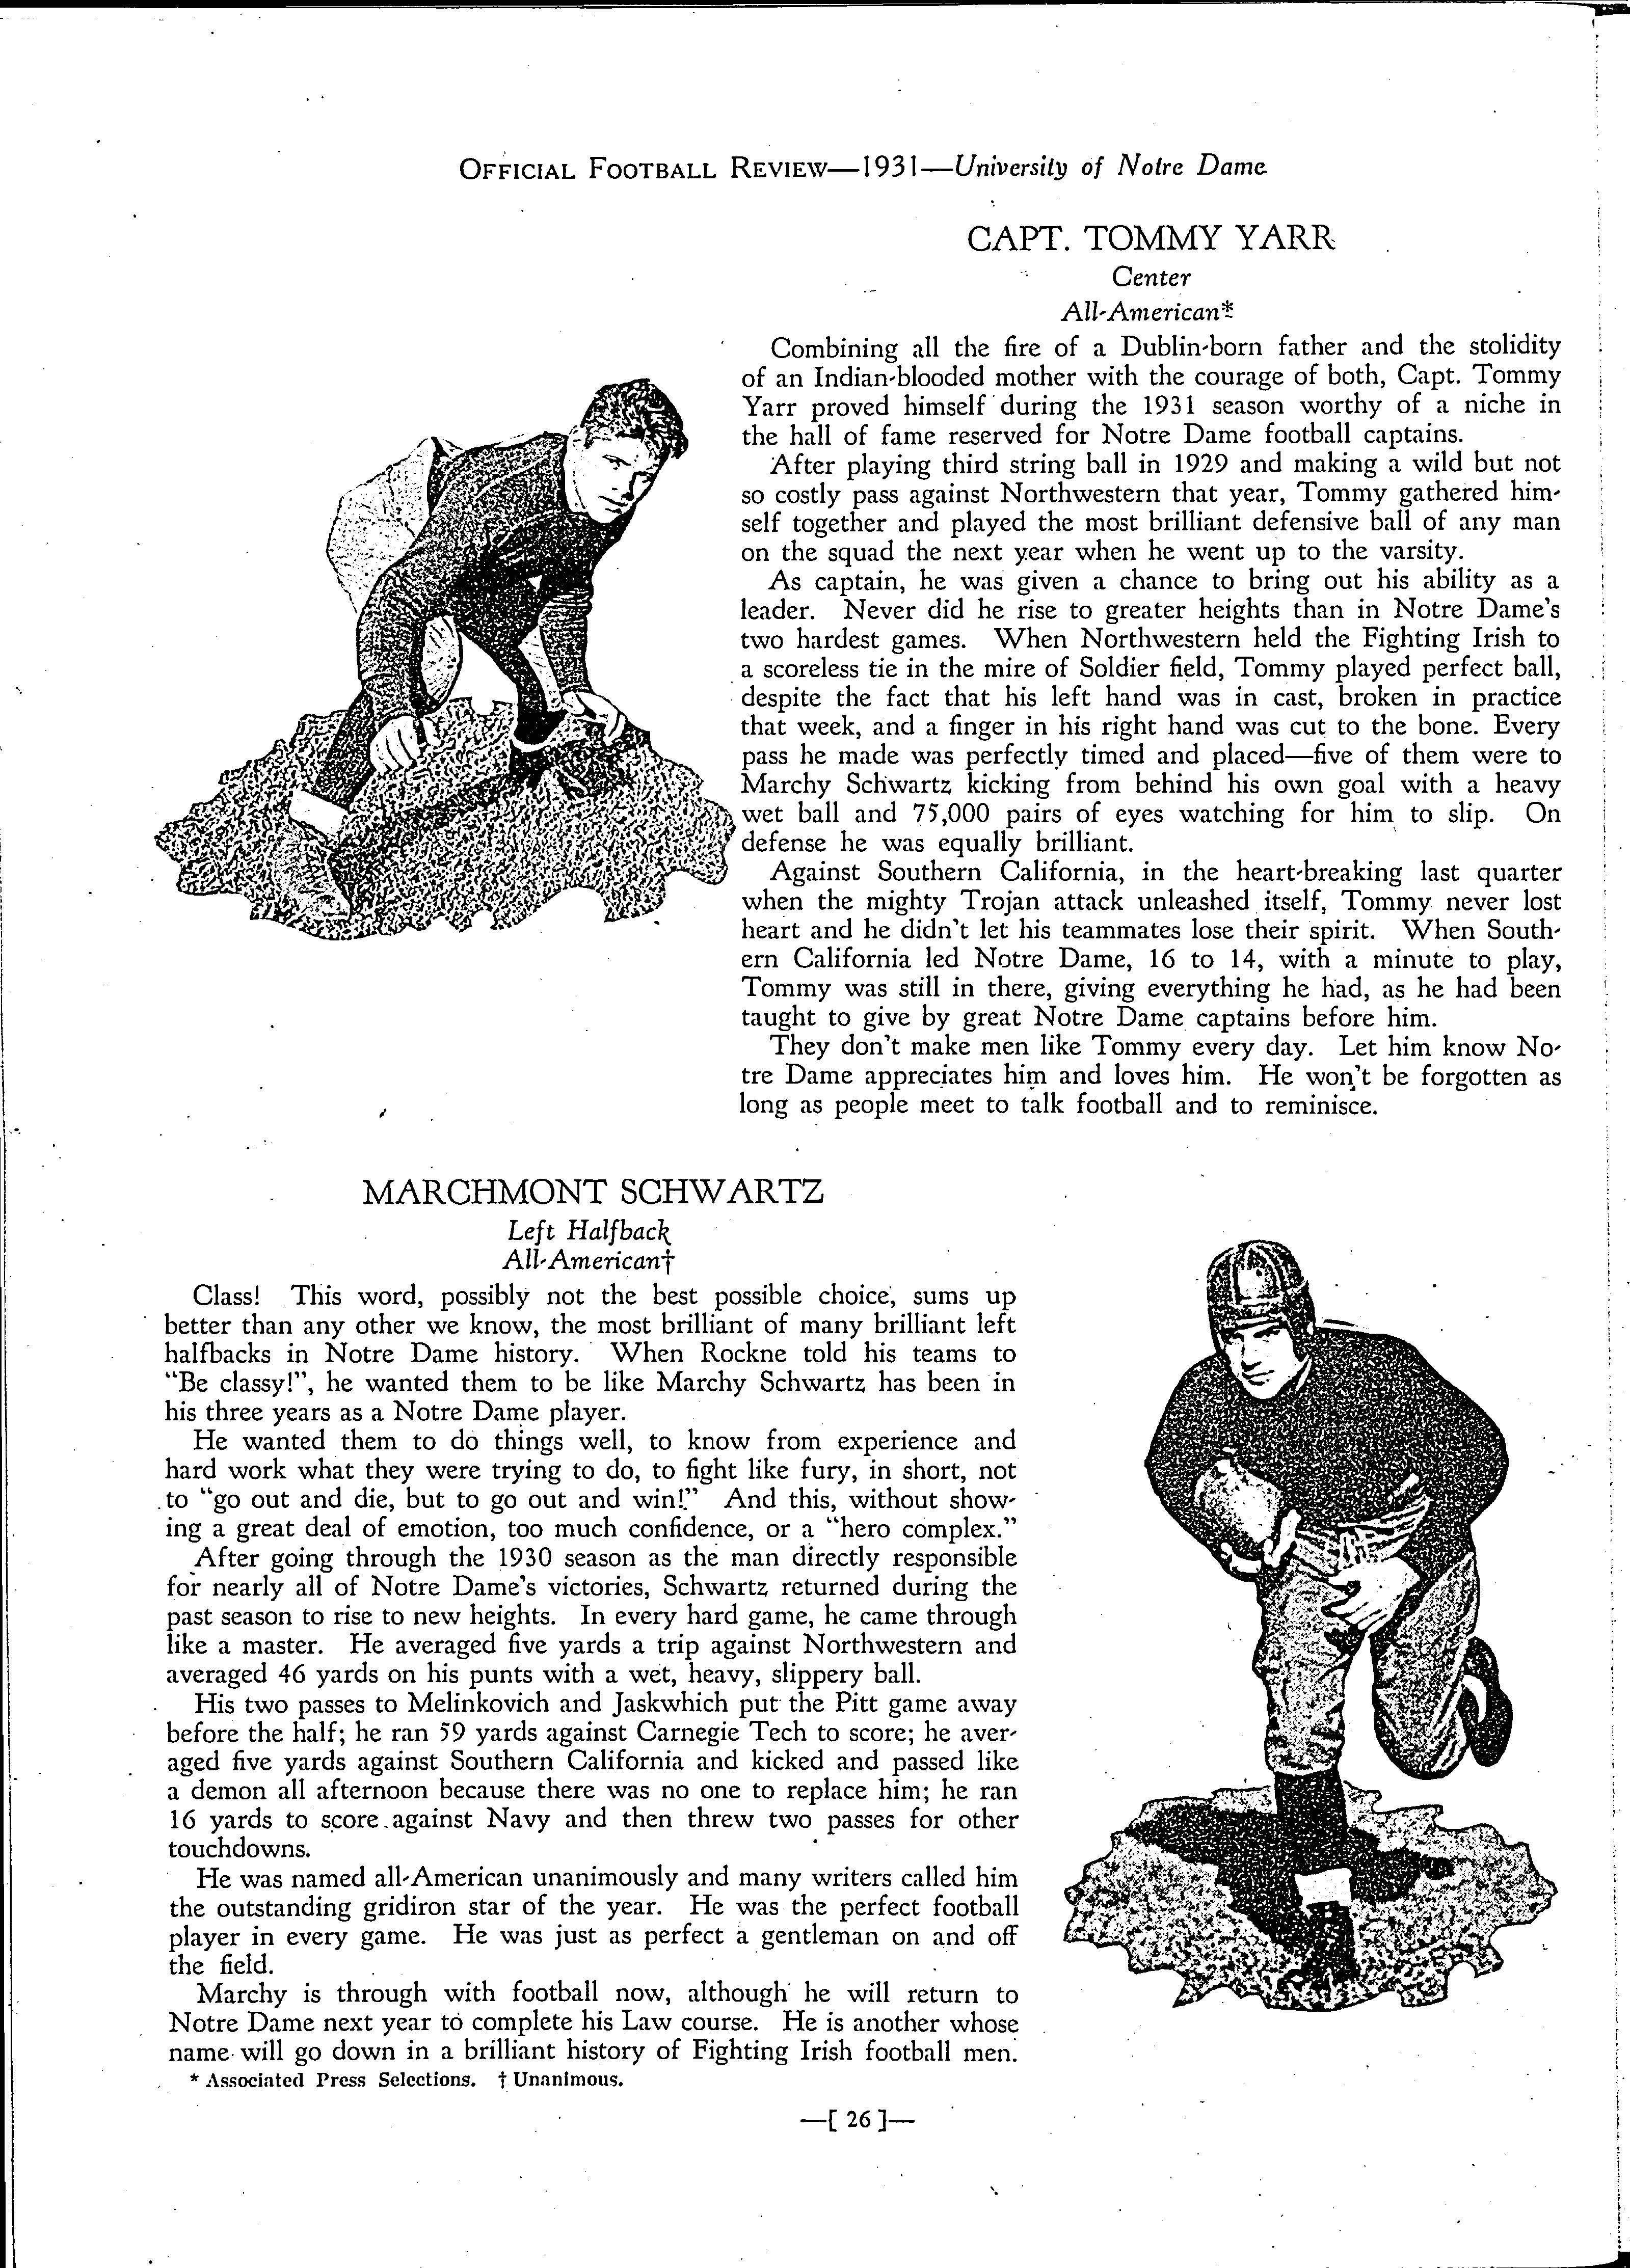 OFFICIAL FOOTBALL REVIEW—1931—University of Notre Dame
CAPT. TOMMY YARR
Center
All-American*
Combining all the fire of a Dublin-born father and the stolidity
of an Indian-blooded mother with the courage of both, Capt. Tommy
Yarr proved himself during the 1931 season worthy of a niche in
the hall of fame reserved for Notre Dame football captains.
After playing third string ball in 1929 and making a wild but not
so costly pass against Northwestern that year, Tommy gathered him-
self together and played the most brilliant defensive ball of any man
on the squad the next year when he went up to the varsity.
As captain, he was given a chance to bring out his ability as a
leader. Never did he rise to greater heights than in Notre Dame's
two hardest games. When Northwestern held the Fighting Irish to
a scoreless tie in the mire of Soldier field, Tommy played perfect ball,
despite the fact that his left hand was in cast, broken in practice
that week, and a finger in his right hand was cut to the bone. Every
pass he made was perfectly timed and placed—five of them were to
Marchy Schwartz kicking from behind his own goal with a heavy
wet ball and 75,000 pairs of eyes watching for him to slip. On
defense he was equally brilliant.
Against Southern California, in the heart-breaking last quarter
when the mighty Trojan attack unleashed itself, Tommy never lost
heart and he didn't let his teammates lose their spirit. When South-
ern California led Notre Dame, 16 to 14, with a minute to play,
Tommy was still in there, giving everything he had, as he had been
taught to give by great Notre Dame captains before him.
They don't make men like Tommy every day. Let him know No-
tre Dame appreciates him and loves him. He won't be forgotten as
long as people meet to talk football and to reminisce.
MARCHMONT SCHWARTZ
Left Halfback
All-American†
Class! This word, possibly not the best possible choice, sums up
better than any other we know, the most brilliant of many brilliant left
halfbacks in Notre Dame history. When Rockne told his teams to
"Be classy!", he wanted them to be like Marchy Schwartz has been in
his three years as a Notre Dame player.
He wanted them to do things well, to know from experience and
hard work what they were trying to do, to fight like fury, in short, not
to "go out and die, but to go out and win!" And this, without show-
ing a great deal of emotion, too much confidence, or a "hero complex."
After going through the 1930 season as the man directly responsible
for nearly all of Notre Dame's victories, Schwartz returned during the
past season to rise to new heights. In every hard game, he came through
like a master. He averaged five yards a trip against Northwestern and
averaged 46 yards on his punts with a wet, heavy, slippery ball.
His two passes to Melinkovich and Jaskwhich put the Pitt game away
before the half; he ran 59 yards against Carnegie Tech to score; he aver-
aged five yards against Southern California and kicked and passed like
a demon all afternoon because there was no one to replace him; he ran
16 yards to score against Navy and then threw two passes for other
touchdowns.
He was named all-American unanimously and many writers called him
the outstanding gridiron star of the year. He was the perfect football
player in every game. He was just as perfect a gentleman on and off
the field.
Marchy is through with football now, although he will return to
Notre Dame next year to complete his Law course. He is another whose
name will go down in a brilliant history of Fighting Irish football men.
* Associated Press Selections. † Unanimous.
—[ 26 ]—